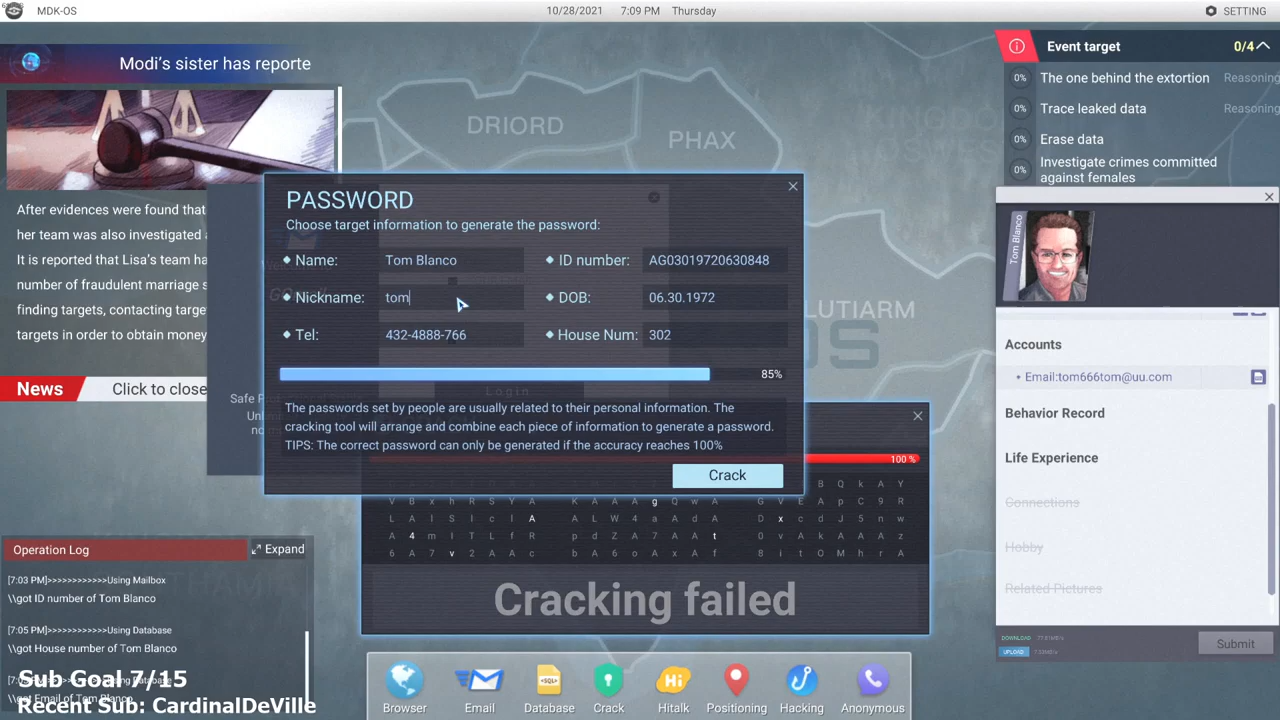 MDK-OS
10/28/2021 7:09 PM Thursday
SETTING
Modi's sister has reporte
After evidences were found that
her team was also investigated
It is reported that Lisa's team ha
number of fraudulent marriage s
finding targets, contacting targe
targets in order to obtain money
News Click to close
DRIORD
PHAX
PASSWORD
Choose target information to generate the password:
Name: Tom Blanco
ID number: AG03019720630848
Nickname: tom
DOB: 06.30.1972
Tel: 432-4888-766
House Num: 302
85%
Login
The passwords set by people are usually related to their personal information. The
cracking tool will arrange and combine each piece of information to generate a password.
TIPS: The correct password can only be generated if the accuracy reaches 100%
Crack
100 %
Cracking failed
Event target 0/4
0% The one behind the extortion Reasoning
0% Trace leaked data Reasoning
0% Erase data
0% Investigate crimes committed
against females
Tom Blanco
Accounts
Email:tom666tom@uu.com
Behavior Record
Life Experience
Connections
Hobby
Related Pictures
DOWNLOAD
UPLOAD
Submit
Operation Log Expand
[7:03 PM]>>>>>>>>>>>>Using Mailbox
\\got ID number of Tom Blanco
[7:05 PM]>>>>>>>>>>>>Using Database
\\got House number of Tom Blanco
\\got Email of Tom Blanco
Sub Goal 7/15
Recent Sub: CardinalDeVille
Browser
Email
Database
Crack
Hitalk
Positioning
Hacking
Anonymous